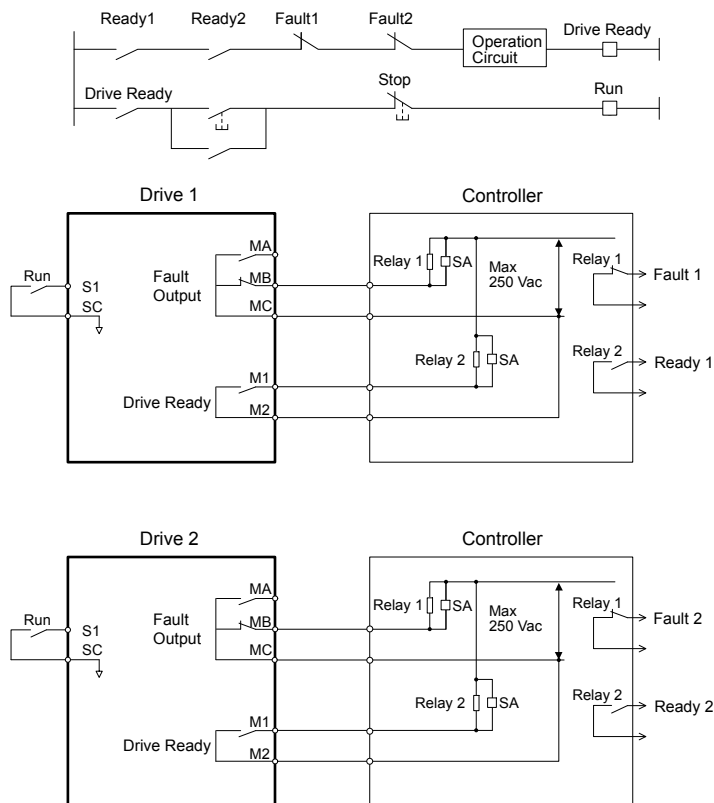 Ready1 Ready2 Fault1 Fault2 Operation Circuit Drive Ready
Drive Ready Stop Run
Drive 1 Controller
MA
Run S1 Fault Output MB Relay 1 SA Max 250 Vac Relay 1 Fault 1
SC MC
Relay 2 SA Relay 2 Ready 1
Drive Ready M1
M2
Drive 2 Controller
MA
Run S1 Fault Output MB Relay 1 SA Max 250 Vac Relay 1 Fault 2
SC MC
Relay 2 SA Relay 2 Ready 2
Drive Ready M1
M2